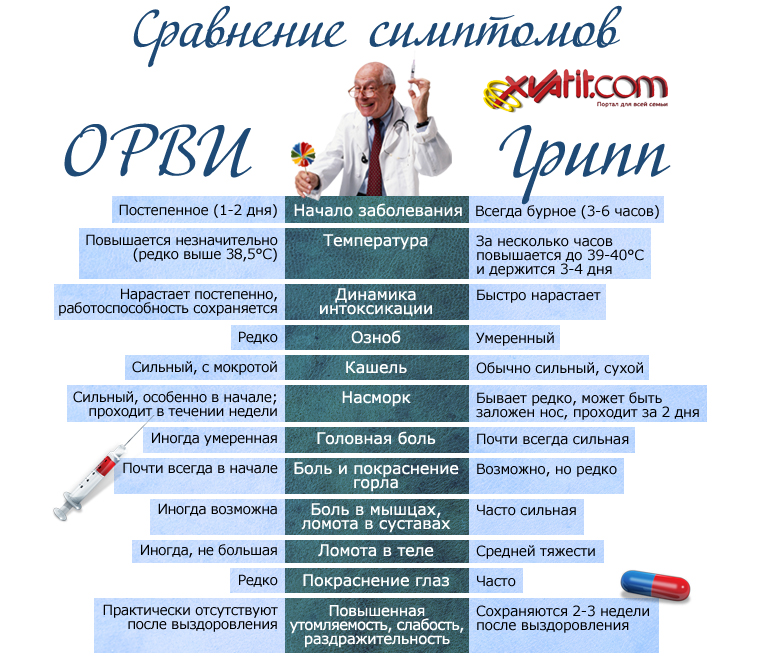 Сравнение симптомов
xvatit.com
Портал для всей семьи
ОРВИ
Грипп
Постепенное (1-2 дня)
Начало заболевания
Всегда бурное (3-6 часов)
Повышается незначительно
(редко выше 38,5°С)
Температура
За несколько часов
повышается до 39-40°С
и держится 3-4 дня
Нарастает постепенно,
работоспособность сохраняется
Динамика
интоксикации
Быстро нарастает
Редко
Озноб
Умеренный
Сильный, с мокротой
Кашель
Обычно сильный, сухой
Сильный, особенно в начале;
проходит в течении недели
Насморк
Бывает редко, может быть
заложен нос, проходит за 2 дня
Иногда умеренная
Головная боль
Почти всегда сильная
Почти всегда в начале
Боль и покраснение
горла
Возможно, но редко
Иногда возможна
Боль в мышцах,
ломота в суставах
Часто сильная
Иногда, не большая
Ломота в теле
Средней тяжести
Редко
Покраснение глаз
Часто
Практически отсутствуют
после выздоровления
Повышенная
утомляемость, слабость,
раздражительность
Сохраняются 2-3 недели
после выздоровления